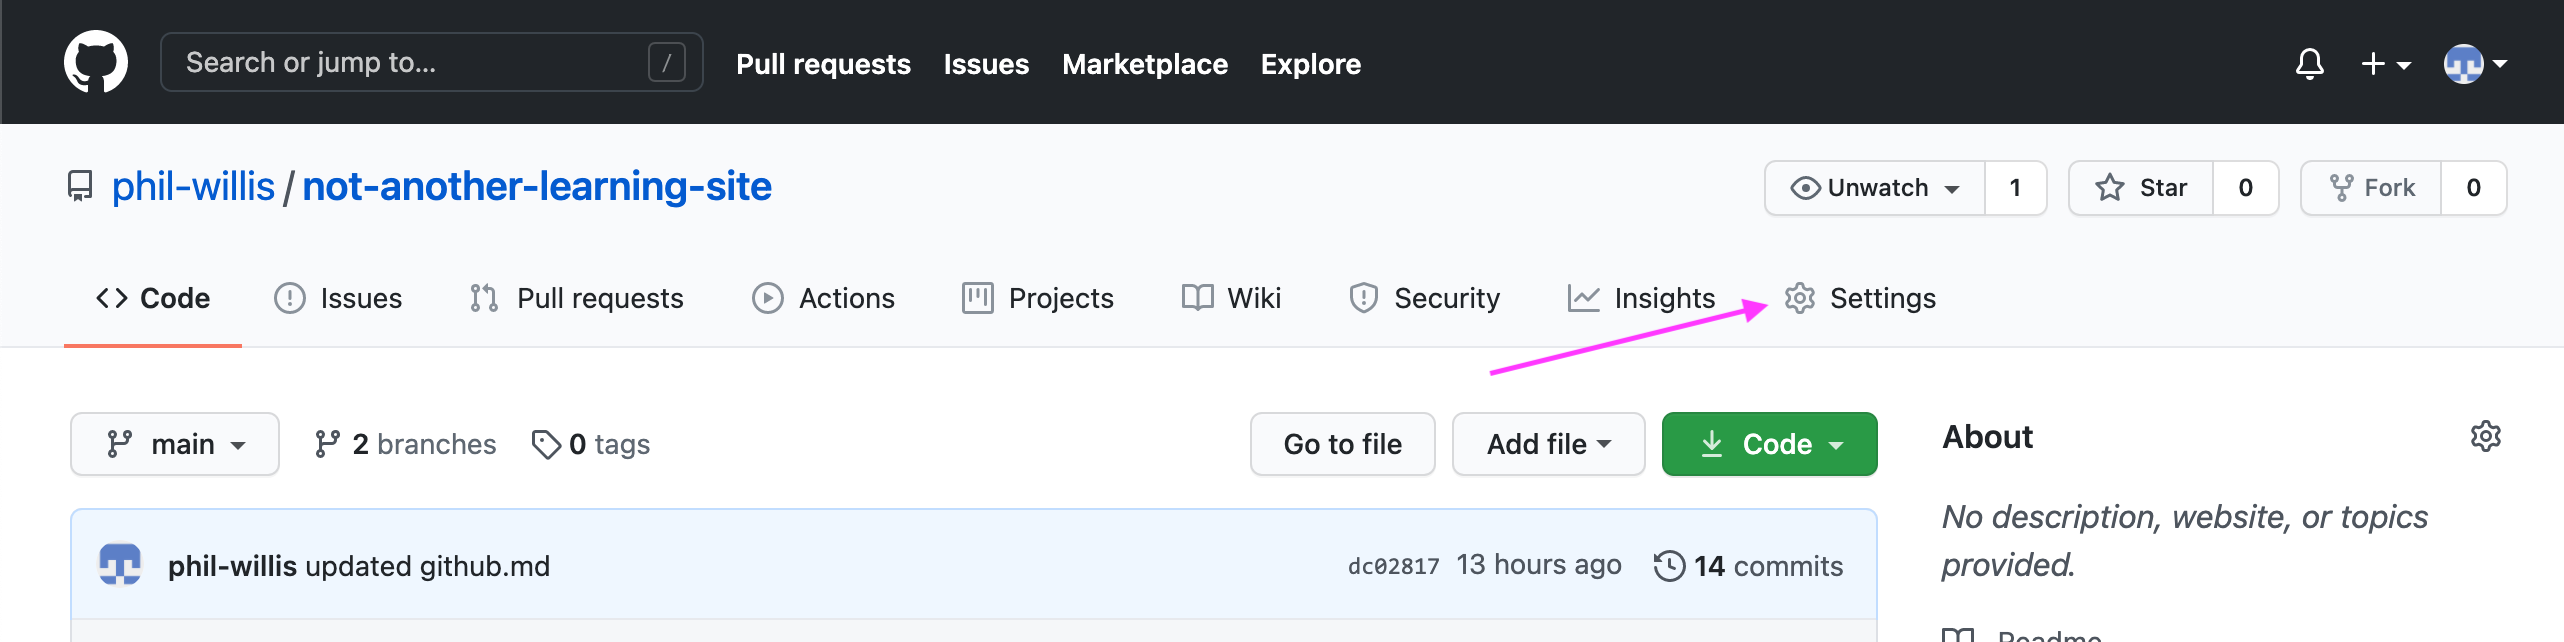 Search or jump to... / Pull requests Issues Marketplace Explore
phil-willis / not-another-learning-site Unwatch 1 Star 0 Fork 0
Code Issues Pull requests Actions Projects Wiki Security Insights Settings
main 2 branches 0 tags Go to file Add file Code About
No description, website, or topics
provided.
phil-willis updated github.md dc02817 13 hours ago 14 commits
Readme